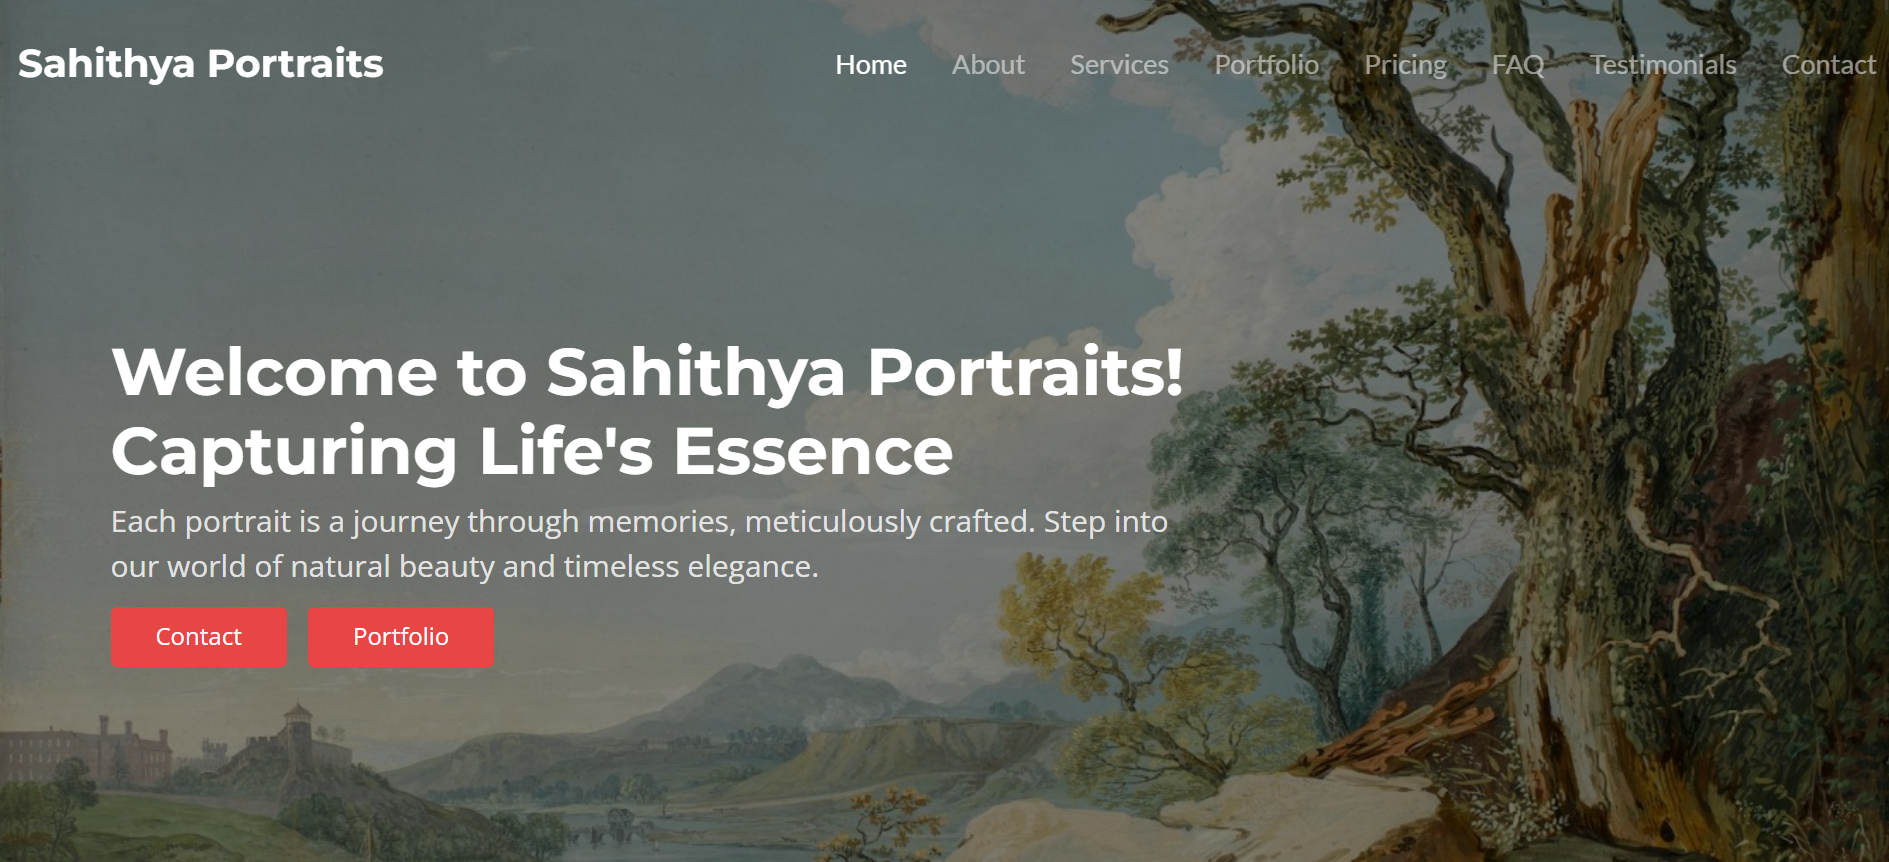 Sahithya Portraits
Home About Services Portfolio Pricing FAQ Testimonials Contact
Welcome to Sahithya Portraits!
Capturing Life's Essence
Each portrait is a journey through memories, meticulously crafted. Step into
our world of natural beauty and timeless elegance.
Contact Portfolio